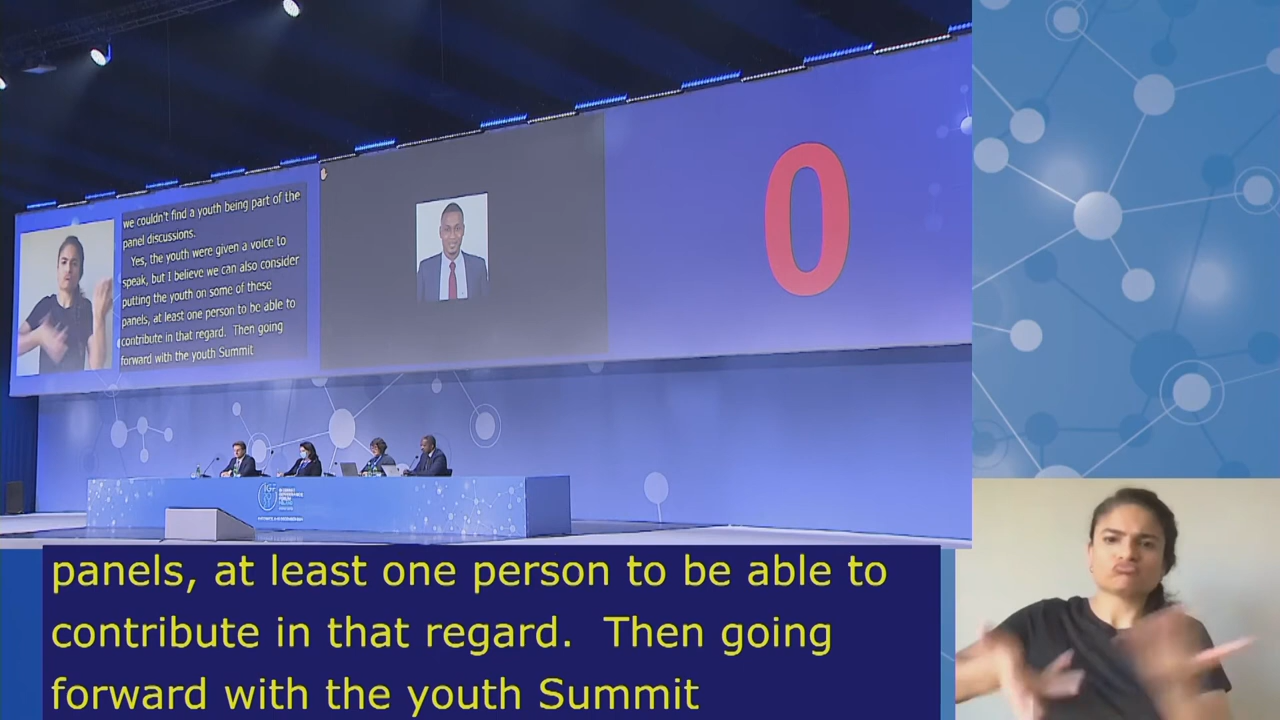 we couldn't find a youth being part of the
panel discussions.
Yes, the youth were given a voice to
speak, but I believe we can also consider
putting the youth on some of these
panels, at least one person to be able to
contribute in that regard. Then going
forward with the youth Summit
0
panels, at least one person to be able to
contribute in that regard. Then going
forward with the youth Summit